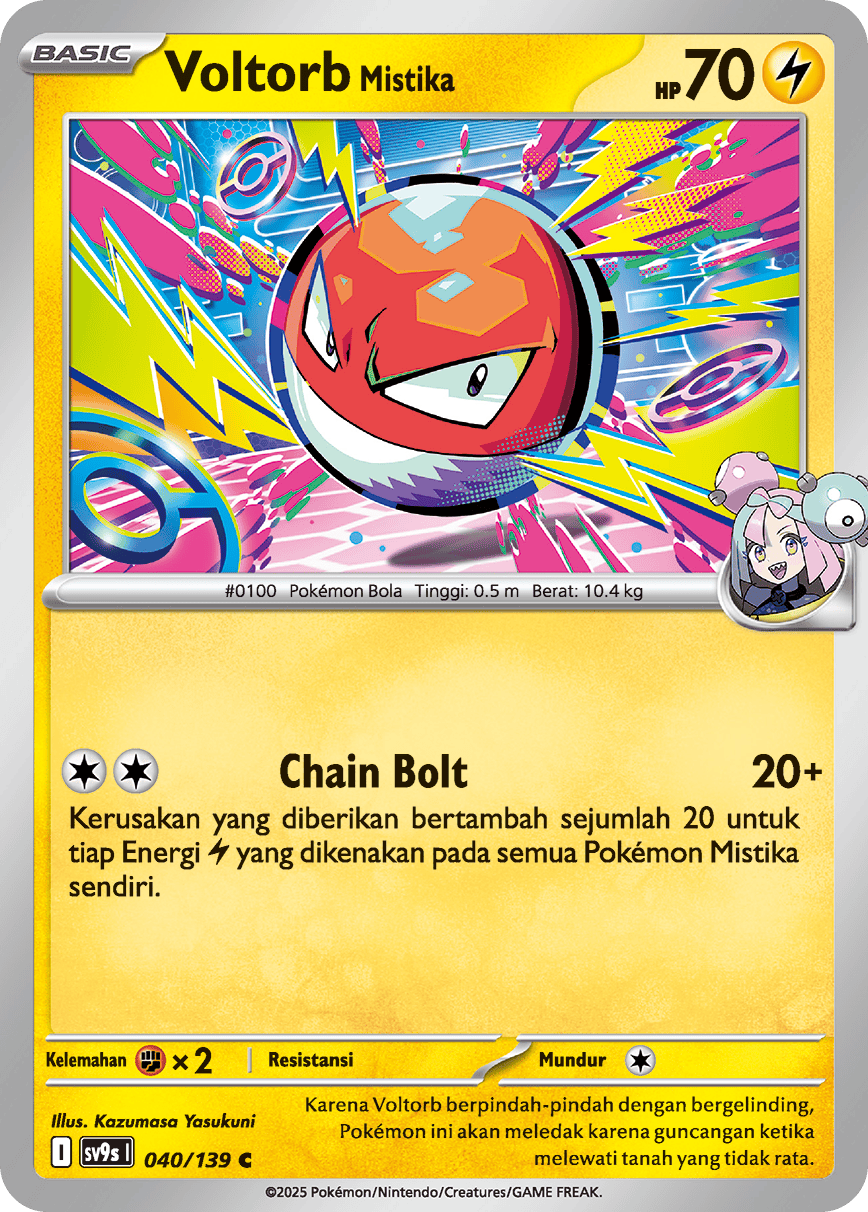 BASIC
Voltorb Mistika
HP 70
#0100 Pokémon Bola Tinggi: 0.5 m Berat: 10.4 kg
Chain Bolt 20+
Kerusakan yang diberikan bertambah sejumlah 20 untuk
tiap Energi yang dikenakan pada semua Pokémon Mistika
sendiri.
Kelemahan ×2 Resistansi Mundur
Illus. Kazumasa Yasukuni
I sv9s I 040/139 C
Karena Voltorb berpindah-pindah dengan bergelinding,
Pokémon ini akan meledak karena guncangan ketika
melewati tanah yang tidak rata.
©2025 Pokémon/Nintendo/Creatures/GAME FREAK.